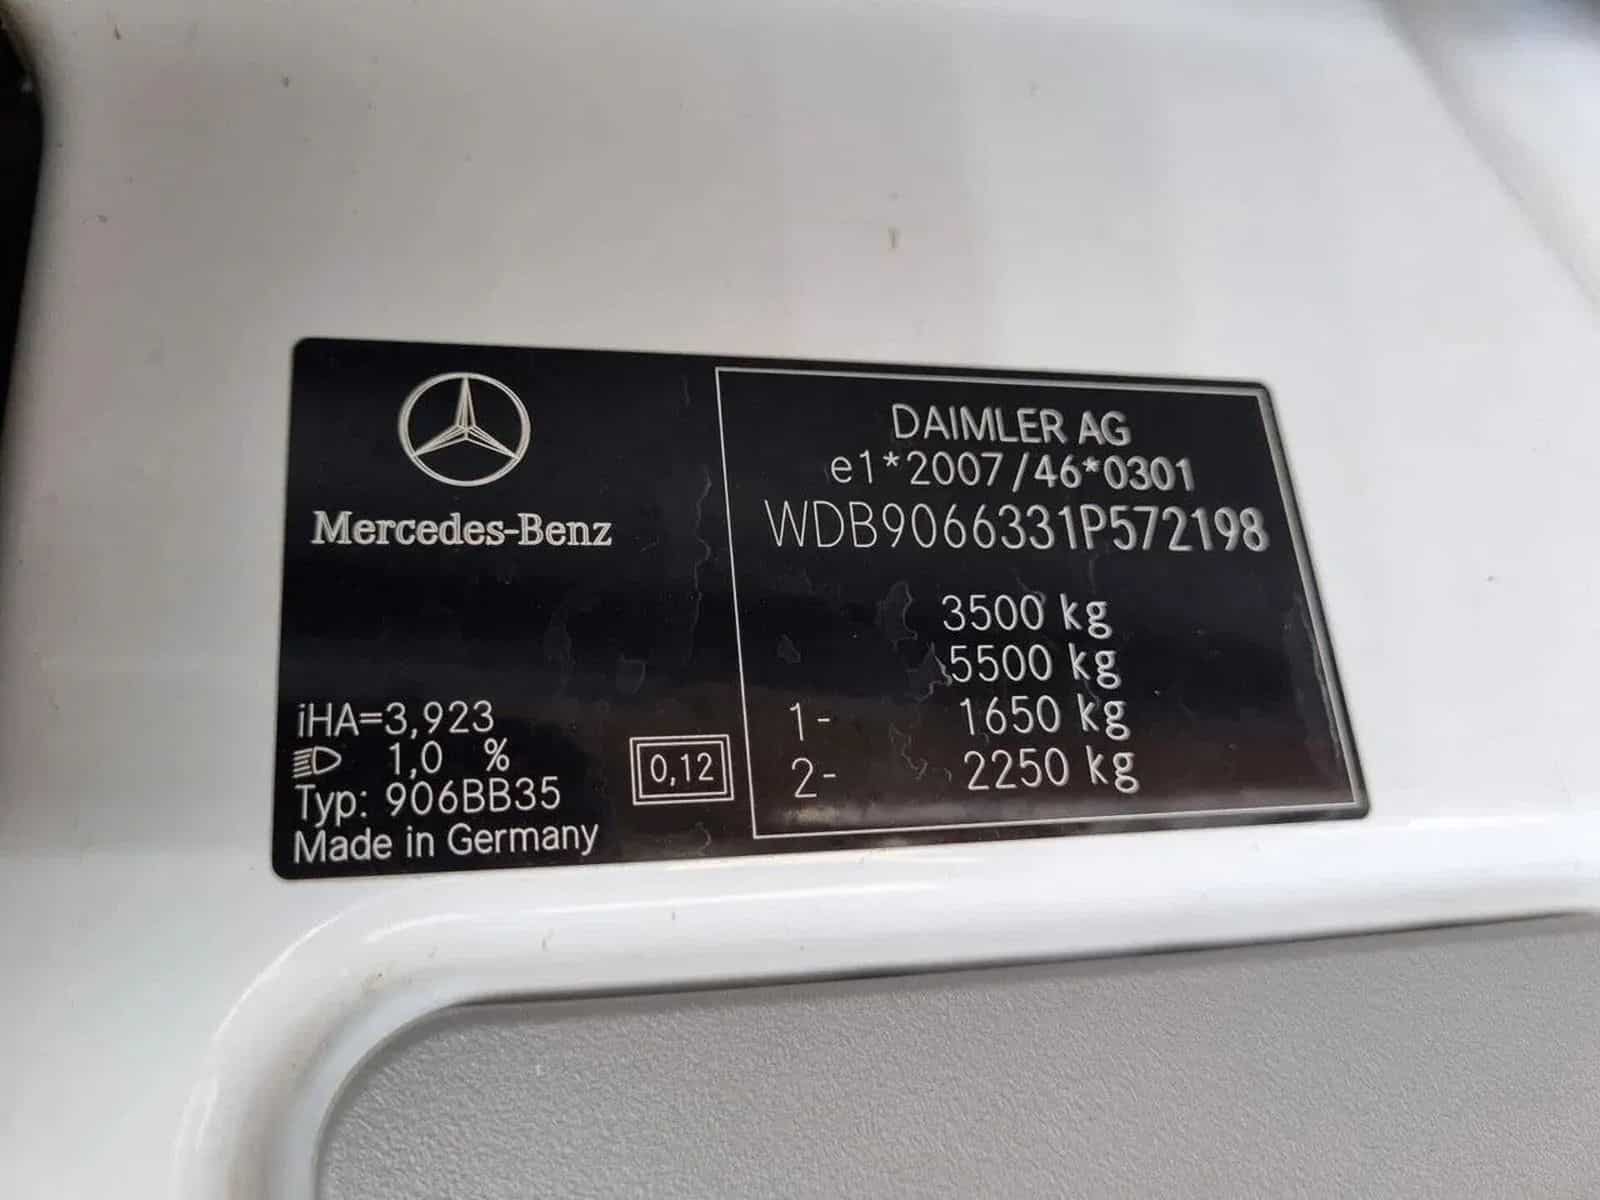 Mercedes-Benz
iHA=3,923
1,0 %
Typ: 906BB35
Made in Germany
0,12
DAIMLER AG
e1*2007/46*0301
WDB9066331P572198
3500 kg
5500 kg
1- 1650 kg
2- 2250 kg